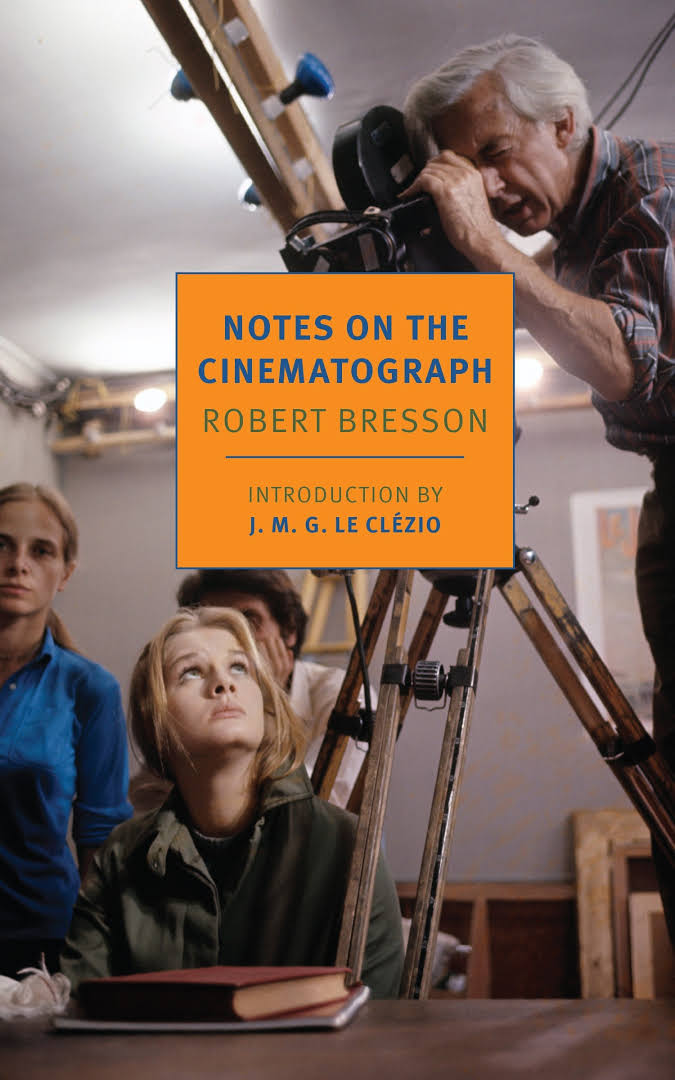 NOTES ON THE
CINEMATOGRAPH
ROBERT BRESSON
INTRODUCTION BY
J. M. G. LE CLÉZIO